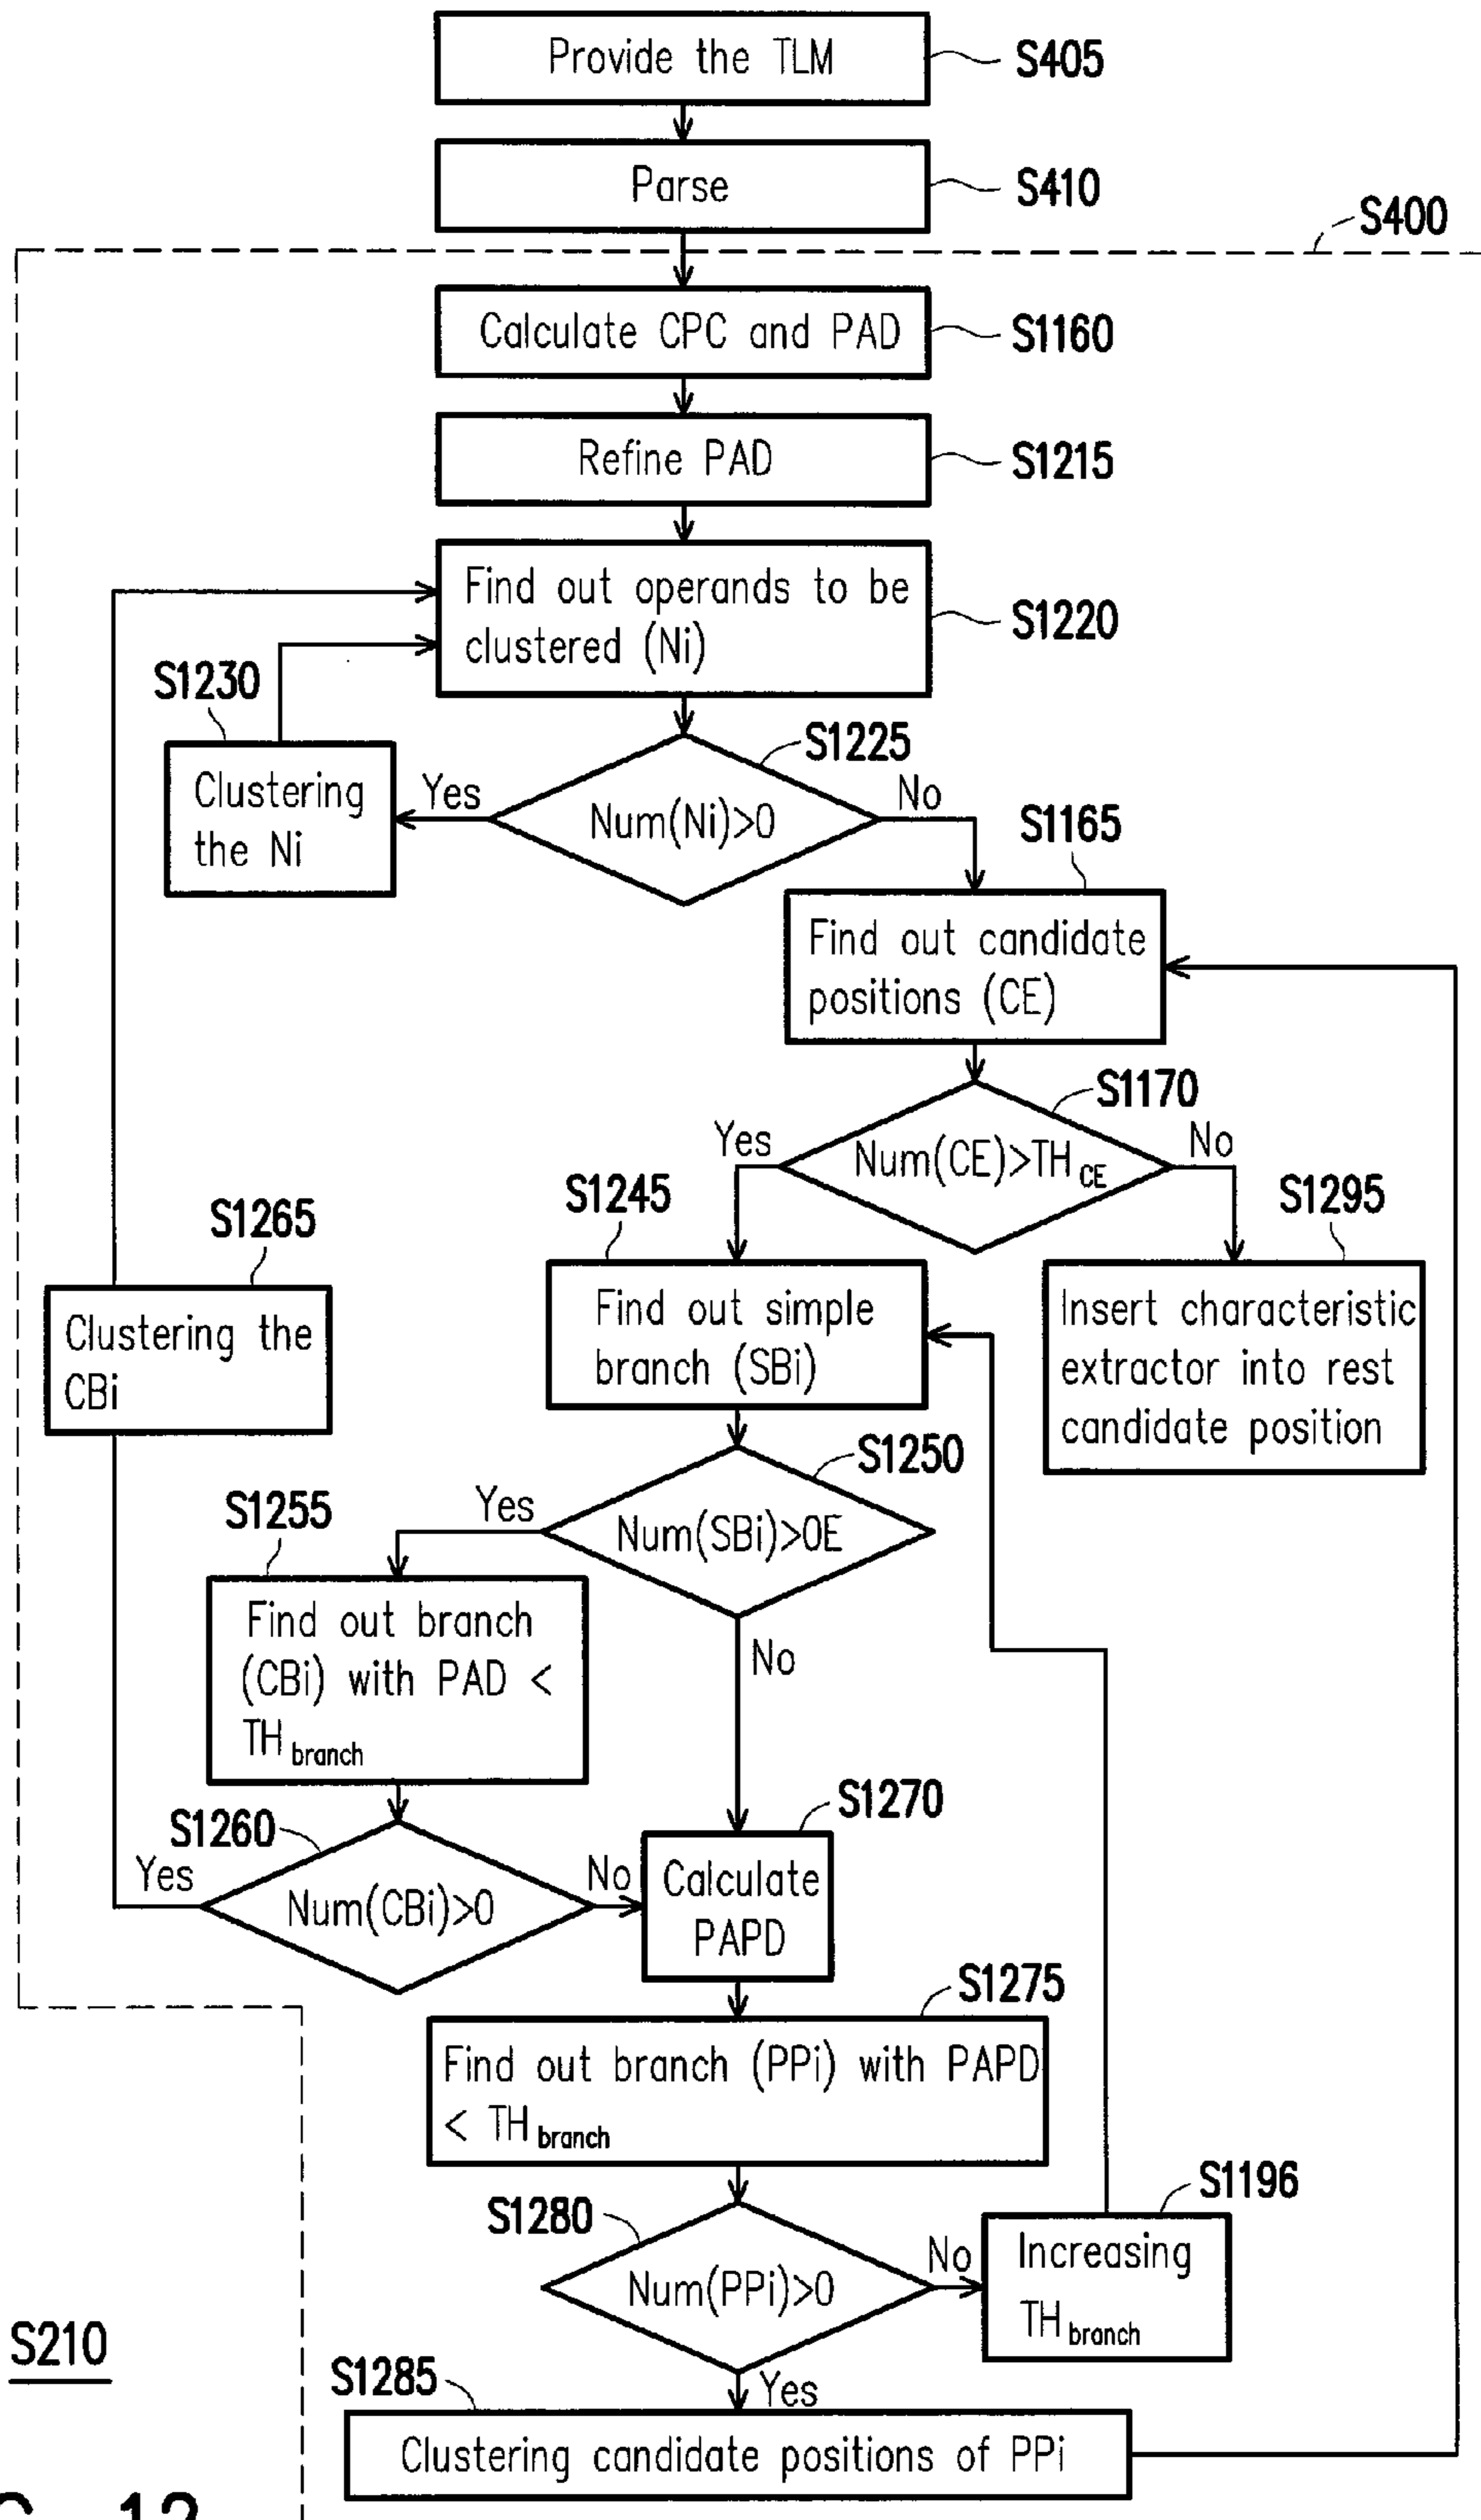 Provide the TLM
S405
Parse
S410
S400
Calculate CPC and PAD
S1160
Refine PAD
S1215
Find out operands to be
clustered (Ni)
S1220
S1230
Clustering
the Ni
Yes
S1225
Num(Ni)>0
No
S1165
Find out candidate
positions (CE)
S1170
Yes
Num(CE)>TH CE
No
S1245
S1295
S1265
Find out simple
branch (SBi)
Insert characteristic
extractor into rest
candidate position
Clustering the
CBi
S1250
Yes
Num(SBi)>0E
No
S1255
Find out branch
(CBi) with PAD <
TH branch
S1260
Yes
Num(CBi)>0
No
S1270
Calculate
PAPD
S1275
Find out branch (PPi) with PAPD
< TH branch
S1280
Num(PPi)>0
No
S1196
Increasing
TH branch
S210
S1285
Yes
Clustering candidate positions of PPi